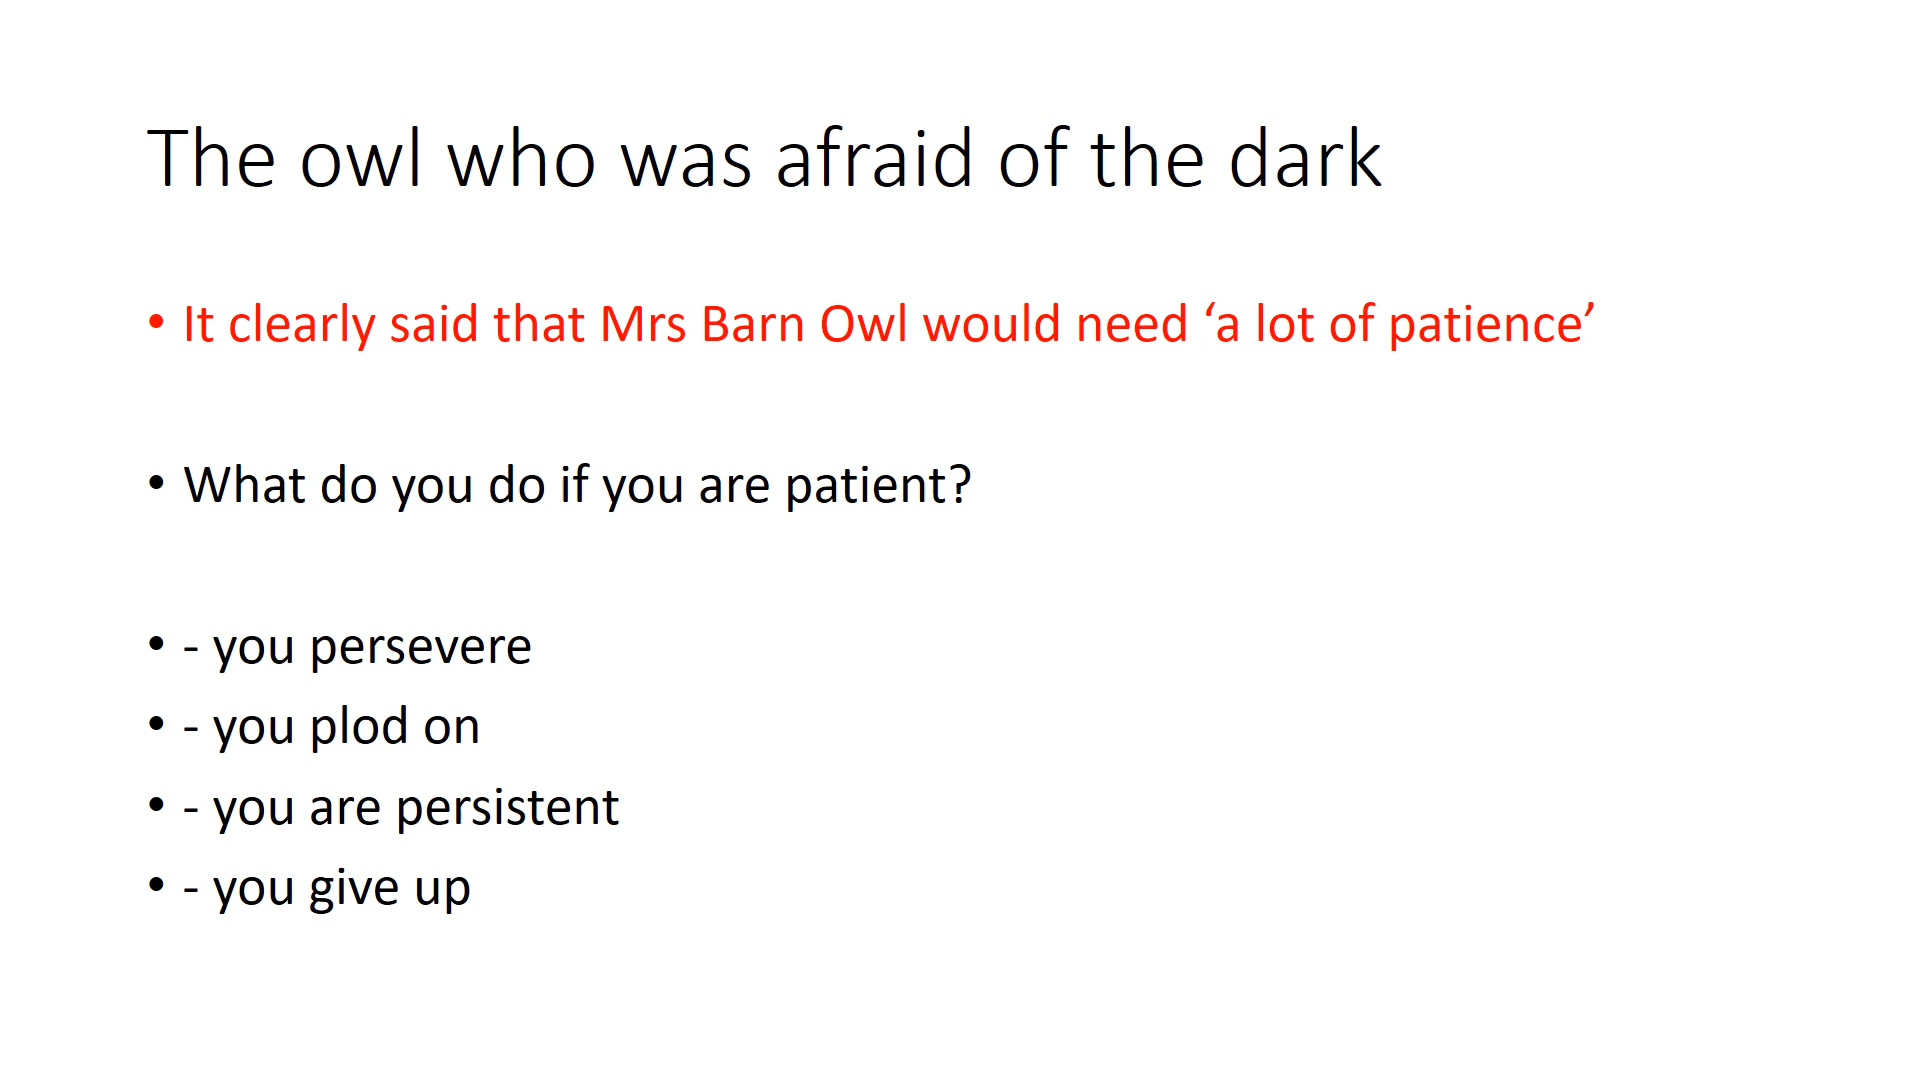 The owl who was afraid of the dark
• It clearly said that Mrs Barn Owl would need ‘a lot of patience’
• What do you do if you are patient?
• - you persevere
• - you plod on
• - you are persistent
• - you give up